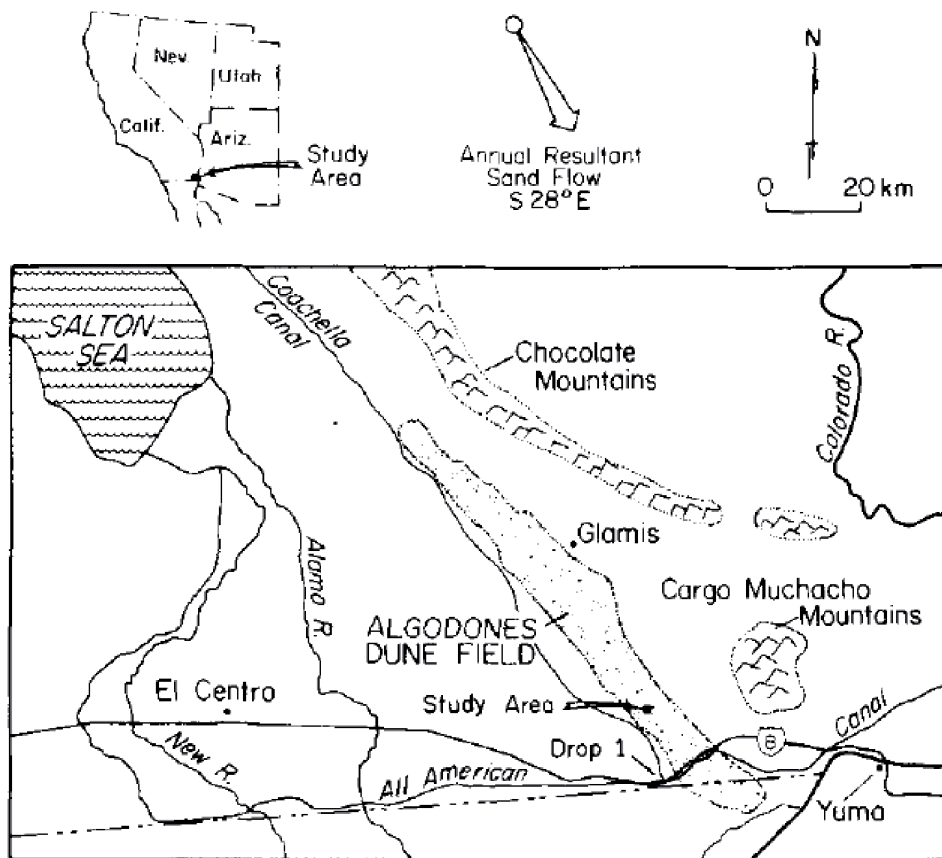 Nev.
Utah
Calif.
Ariz.
Study
Area
Annual Resultant
Sand Flow
S 28° E
N
0 20 km
SALTON
SEA
Coachella
Canal
Chocolate
Mountains
Colorado R.
Glamis
Alamo R.
Cargo Muchacho
Mountains
ALGODONES
DUNE FIELD
El Centro
Study Area
Drop 1
New R.
All American
8
Canal
Yuma